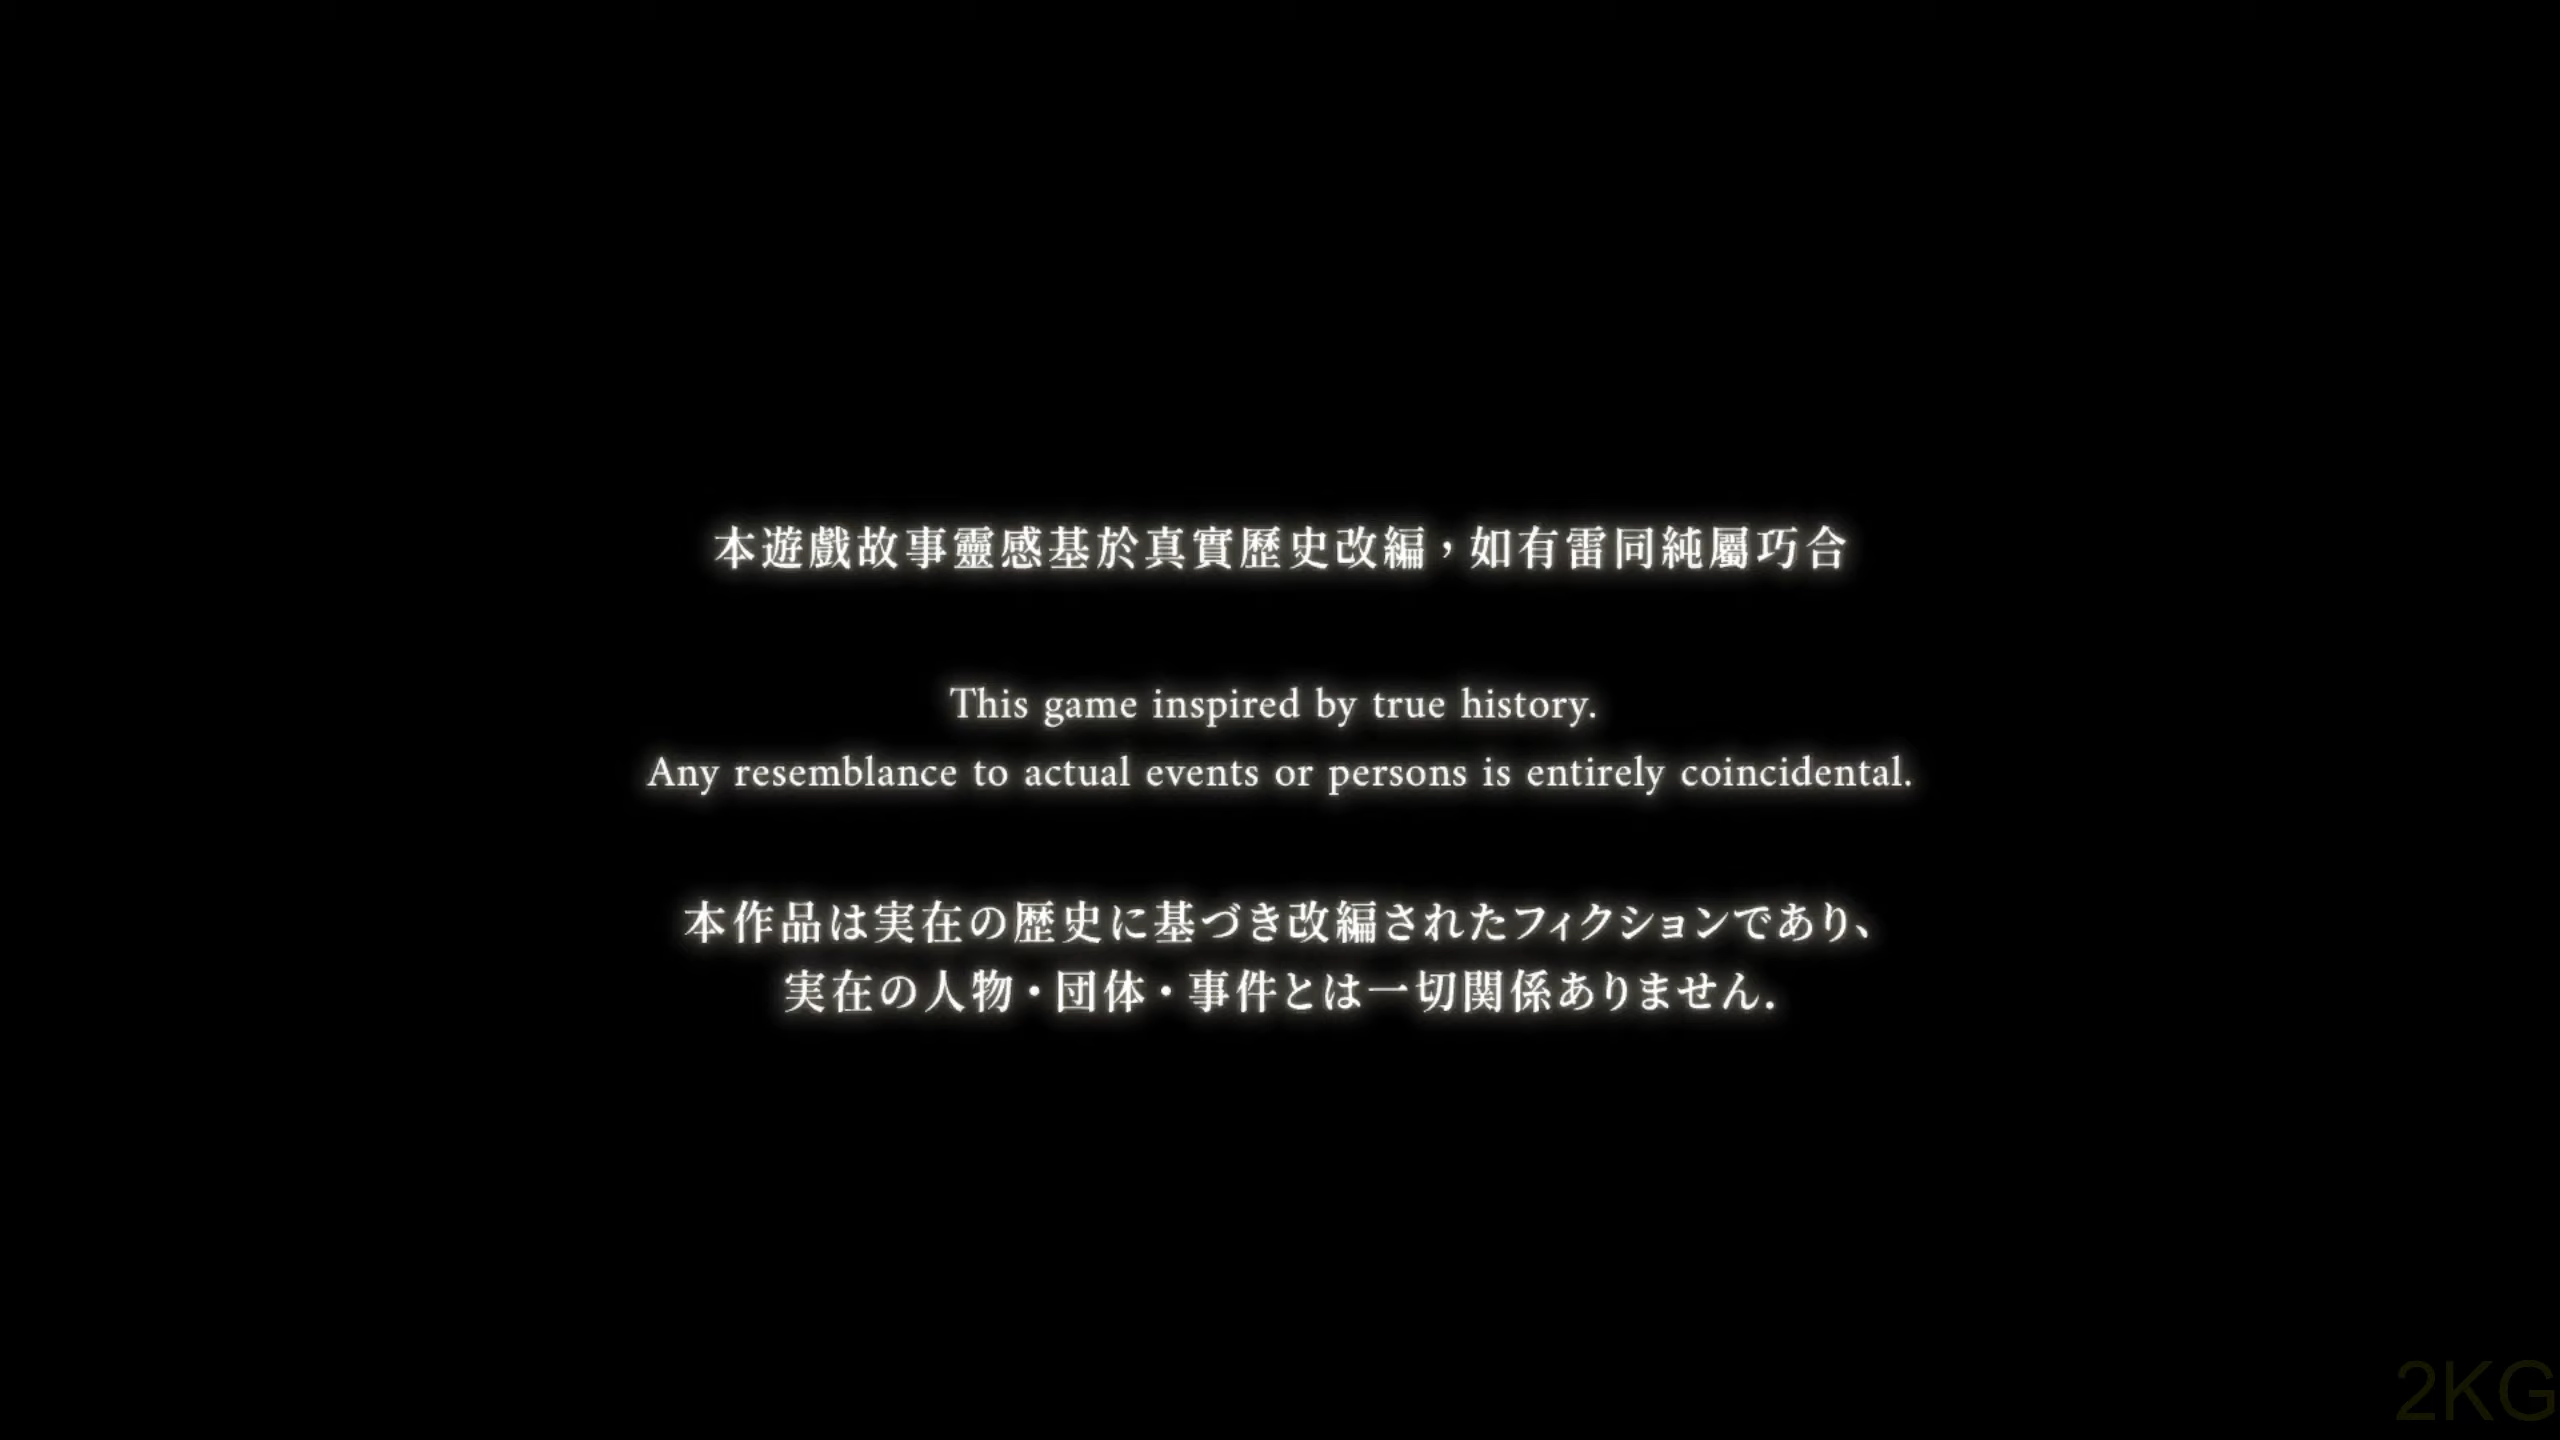 本遊戲故事靈感基於真實歷史改編，如有雷同純屬巧合
This game inspired by true history.
Any resemblance to actual events or persons is entirely coincidental.
本作品は実在の歴史に基づき改編されたフィクションであり、
実在の人物・団体・事件とは一切関係ありません.
2KG